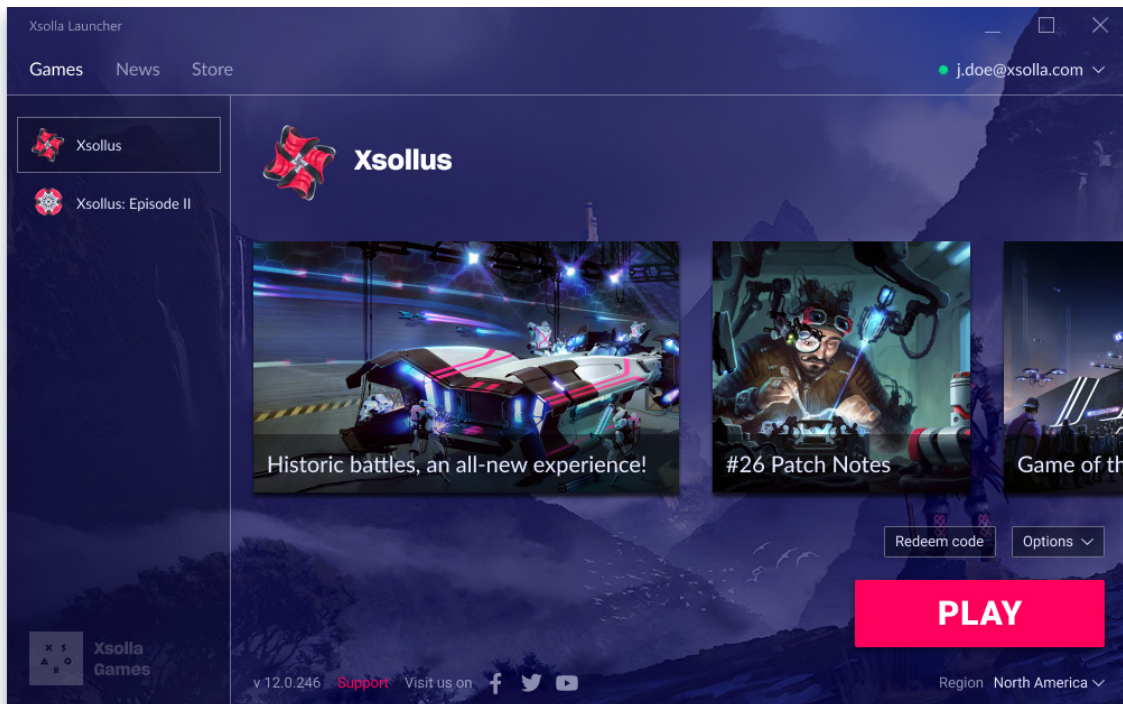 Xsolla Launcher
Games News Store
j.doe@xsolla.com
Xsollus
Xsollus: Episode II
Xsollus
Historic battles, an all-new experience!
#26 Patch Notes
Game of th
Redeem code
Options
PLAY
X S
A O
B
Xsolla
Games
v 12.0.246 Support Visit us on
Region North America